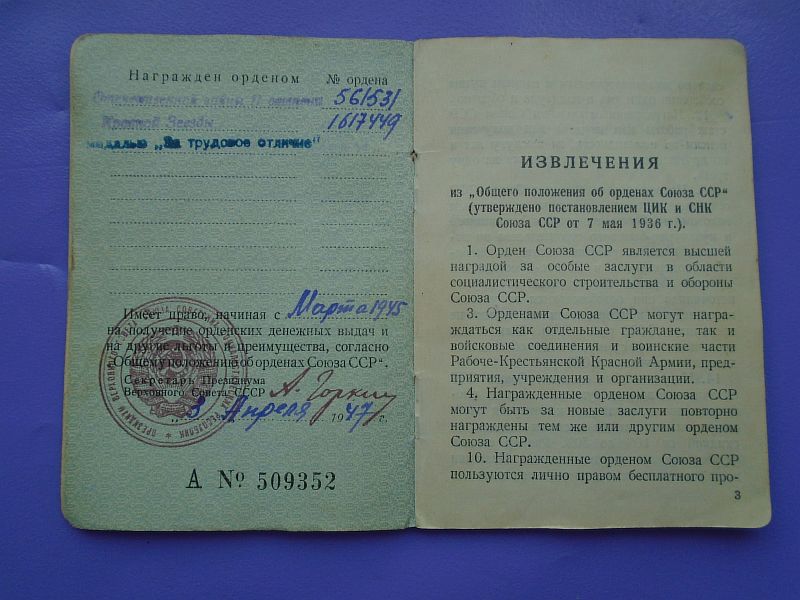 Награжден орденом № ордена
Отечественной войны II степени 561531
Красной Звезды 1617449
медалью „За трудовое отличие"
Имеет право, начиная с Марта 1945
на получение орденских денежных выдач и
на другие льготы и преимущества, согласно
„Общему положению об орденах Союза ССР".
Секретарь Президиума
Верховного Совета СССР А. Горкин
„3" Апреля 1947 г.
А № 509352
ИЗВЛЕЧЕНИЯ
из „Общего положения об орденах Союза ССР"
(утверждено постановлением ЦИК и СНК
Союза ССР от 7 мая 1936 г.).
1. Орден Союза ССР является высшей
наградой за особые заслуги в области
социалистического строительства и обороны
Союза ССР.
3. Орденами Союза ССР могут награ-
ждаться как отдельные граждане, так и
войсковые соединения и воинские части
Рабоче-Крестьянской Красной Армии, пред-
приятия, учреждения и организации.
4. Награжденные орденом Союза ССР
могут быть за новые заслуги повторно
награждены тем же или другим орденом
Союза ССР.
10. Награжденные орденом Союза ССР
пользуются лично правом бесплатного про-
3